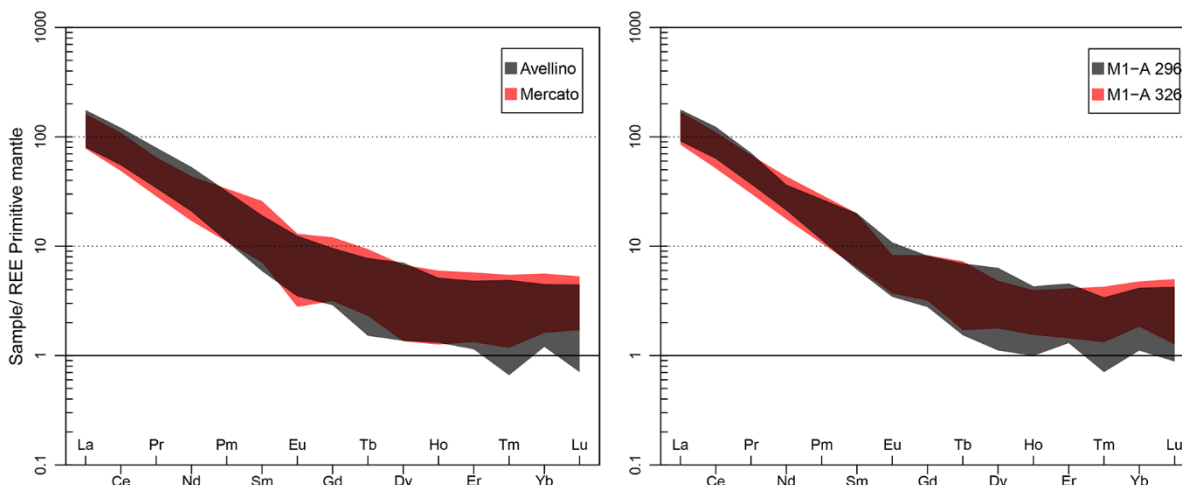 Sample/ REE Primitive mantle
1000
100
10
1
0.1
Avellino
Mercato
La Pr Pm Eu Tb Ho Tm Lu
Ce Nd Sm Gd Dy Er Yb
1000
100
10
1
0.1
M1-A 296
M1-A 326
La Pr Pm Eu Tb Ho Tm Lu
Ce Nd Sm Gd Dy Er Yb